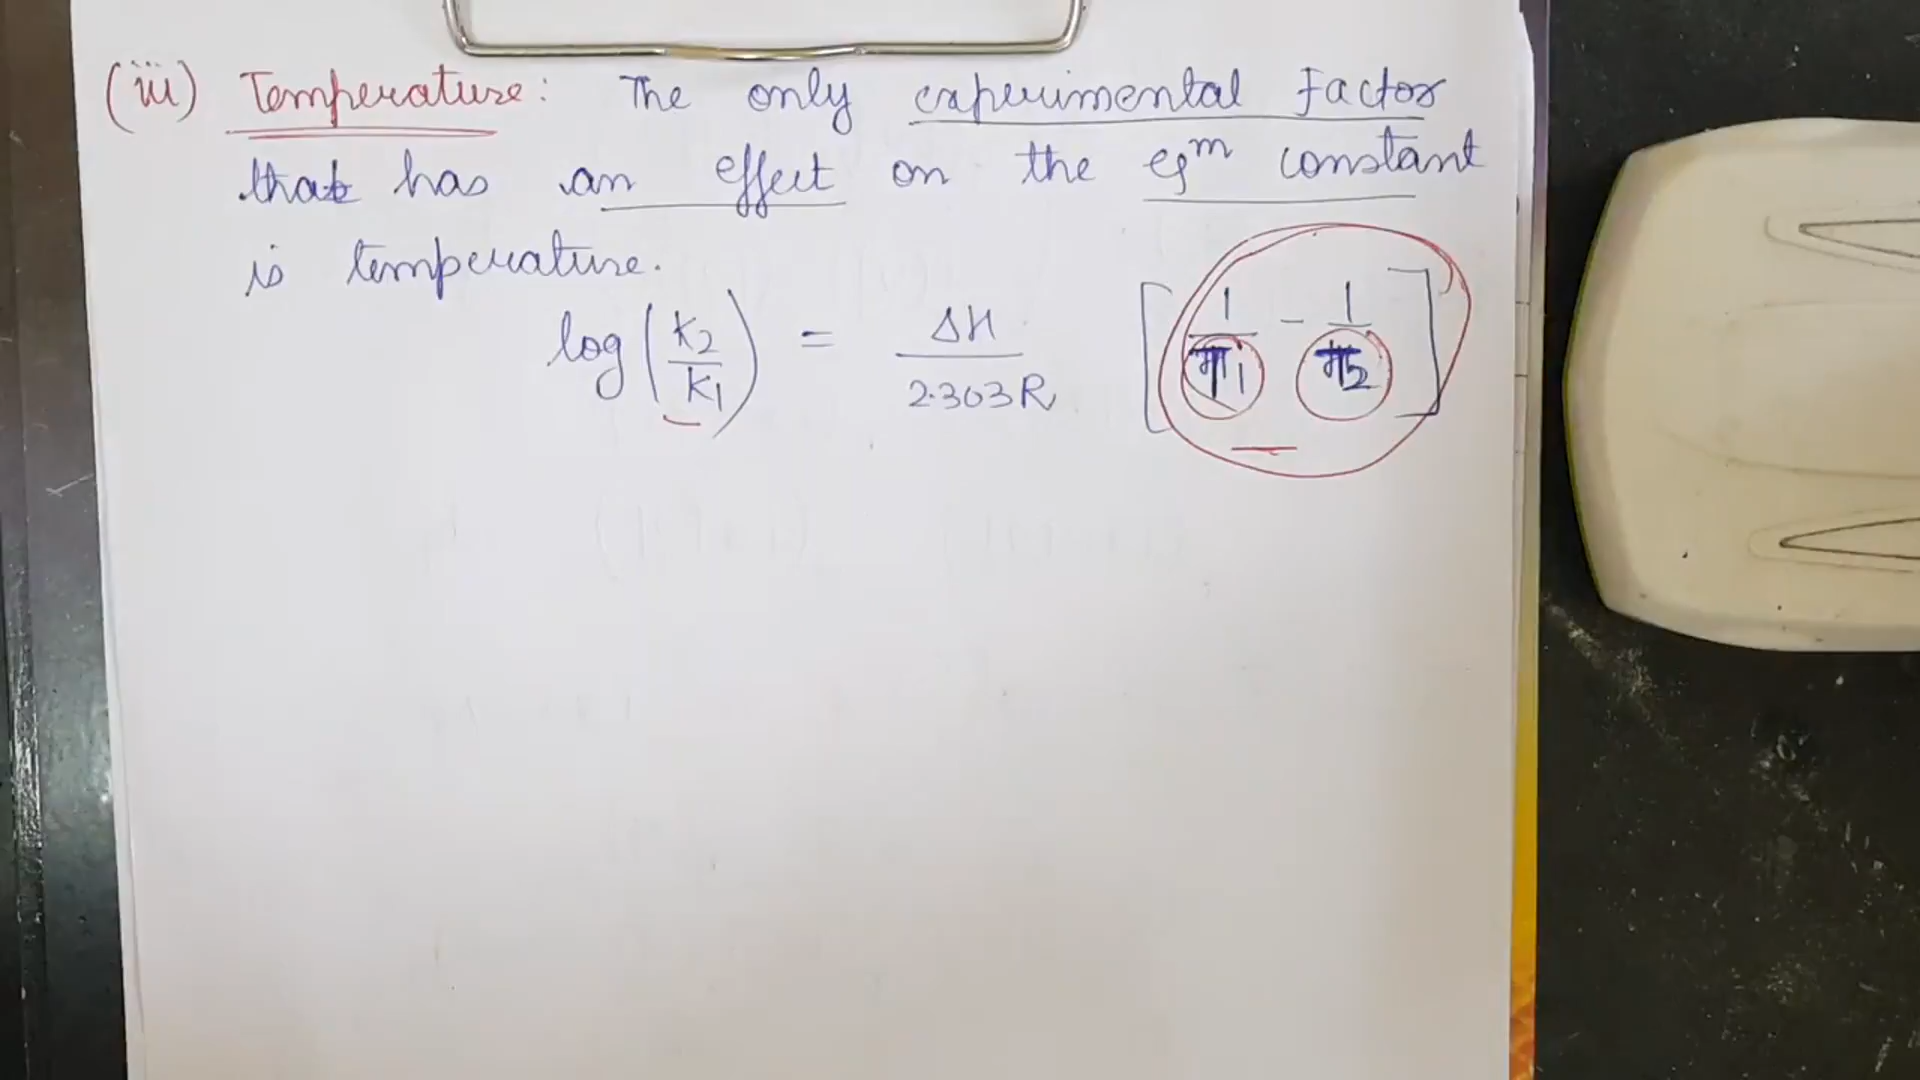 (iii) Temperature: The only experimental Factor
that has an effect on the eqm constant
is temperature.
log(K2/K1) = ΔH/2.303R [1/T1 - 1/T2]